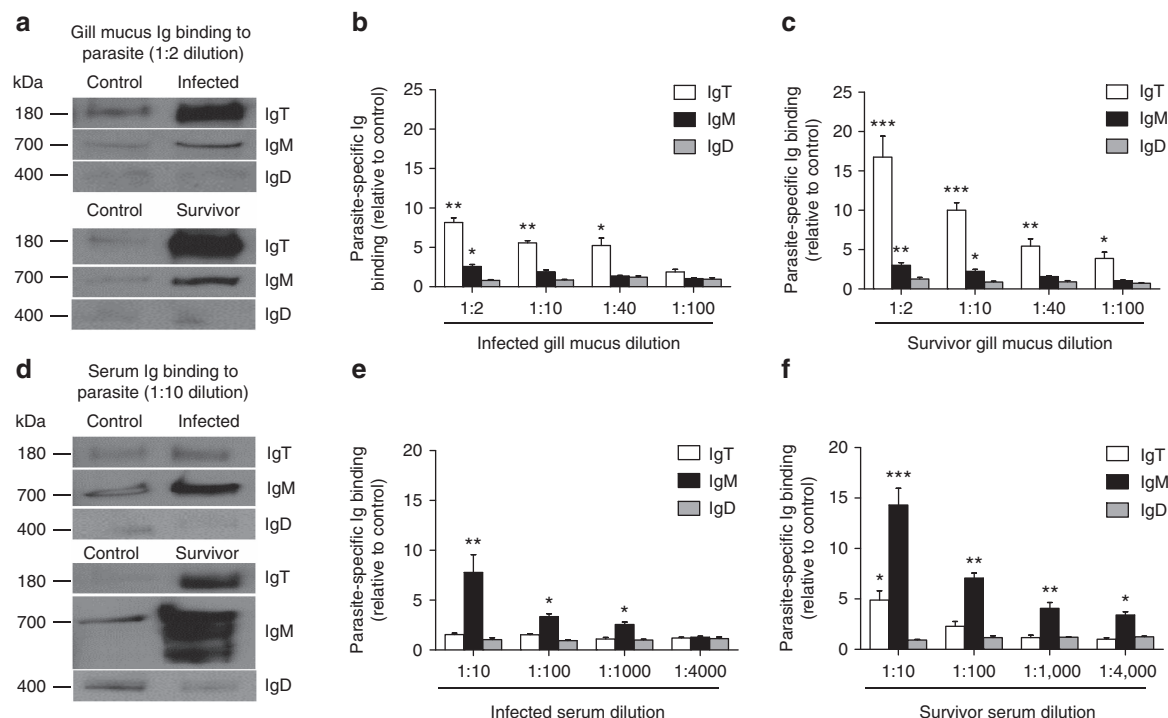 a
Gill mucus Ig binding to
parasite (1:2 dilution)
kDa
Control Infected
180 IgT
700 IgM
400 IgD
Control Survivor
180 IgT
700 IgM
400 IgD
b
Parasite-specific Ig
binding (relative to control)
25
20
15
10
5
0
IgT
IgM
IgD
** * ** *
1:2 1:10 1:40 1:100
Infected gill mucus dilution
c
Parasite-specific Ig binding
(relative to control)
25
20
15
10
5
0
IgT
IgM
IgD
*** ** *** * ** *
1:2 1:10 1:40 1:100
Survivor gill mucus dilution
d
Serum Ig binding to
parasite (1:10 dilution)
kDa
Control Infected
180 IgT
700 IgM
400 IgD
Control Survivor
180 IgT
700 IgM
400 IgD
e
Parasite-specific Ig binding
(relative to control)
20
15
10
5
0
IgT
IgM
IgD
** * *
1:10 1:100 1:1000 1:4000
Infected serum dilution
f
Parasite-specific Ig binding
(relative to control)
20
15
10
5
0
IgT
IgM
IgD
* *** ** ** *
1:10 1:100 1:1,000 1:4,000
Survivor serum dilution